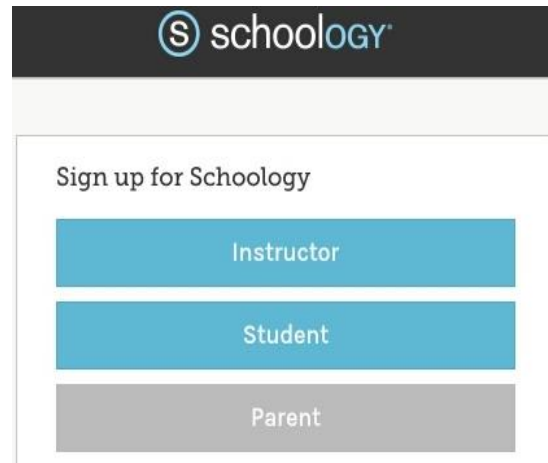 S schoology
Sign up for Schoology
Instructor
Student
Parent